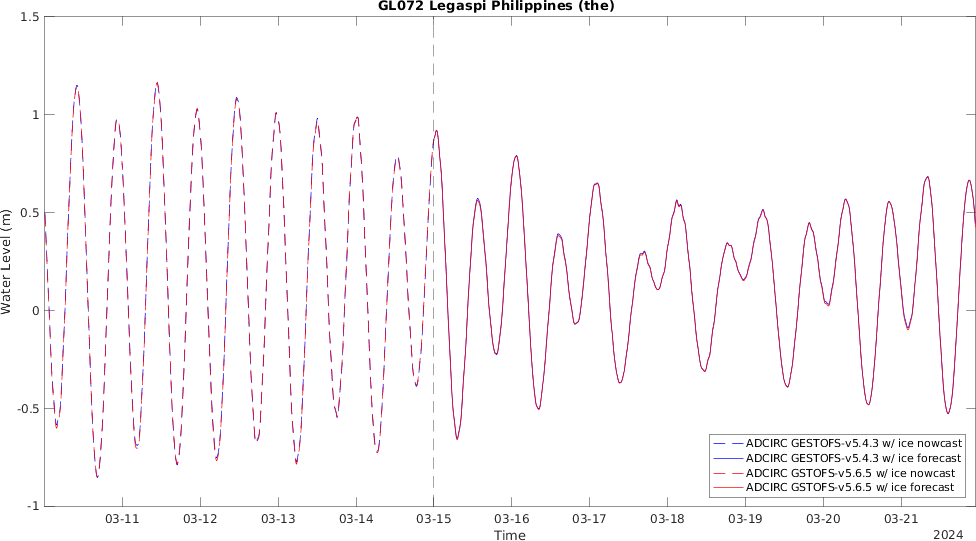 GL072 Legaspi Philippines (the)
1.5
1
0.5
0
-0.5
-1
Water Level (m)
03-11 03-12 03-13 03-14 03-15 03-16 03-17 03-18 03-19 03-20 03-21
Time
2024
ADCIRC GESTOFS-v5.4.3 w/ ice nowcast
ADCIRC GESTOFS-v5.4.3 w/ ice forecast
ADCIRC GSTOFS-v5.6.5 w/ ice nowcast
ADCIRC GSTOFS-v5.6.5 w/ ice forecast